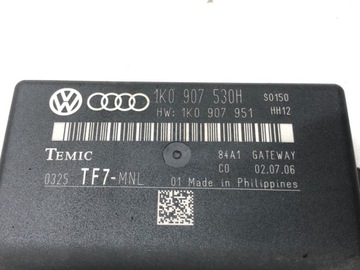 1K0 907 530H S0150
HW: 1K0 907 951 HH12
TEMIC 84A1 GATEWAY
C0 02.07.06
0325 TF7-MNL 01 Made in Philippines